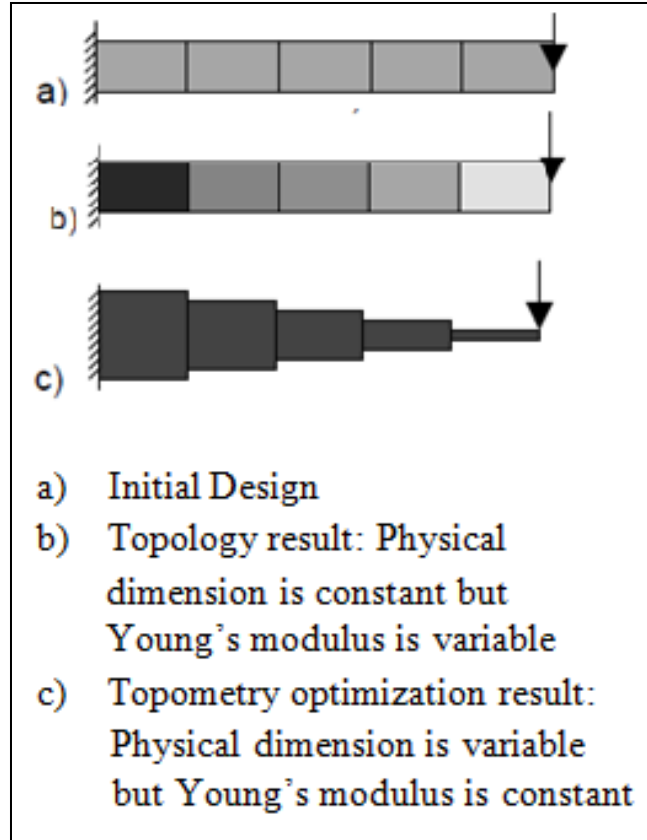 a)
b)
c)
a) Initial Design
b) Topology result: Physical
dimension is constant but
Young’s modulus is variable
c) Topometry optimization result:
Physical dimension is variable
but Young’s modulus is constant